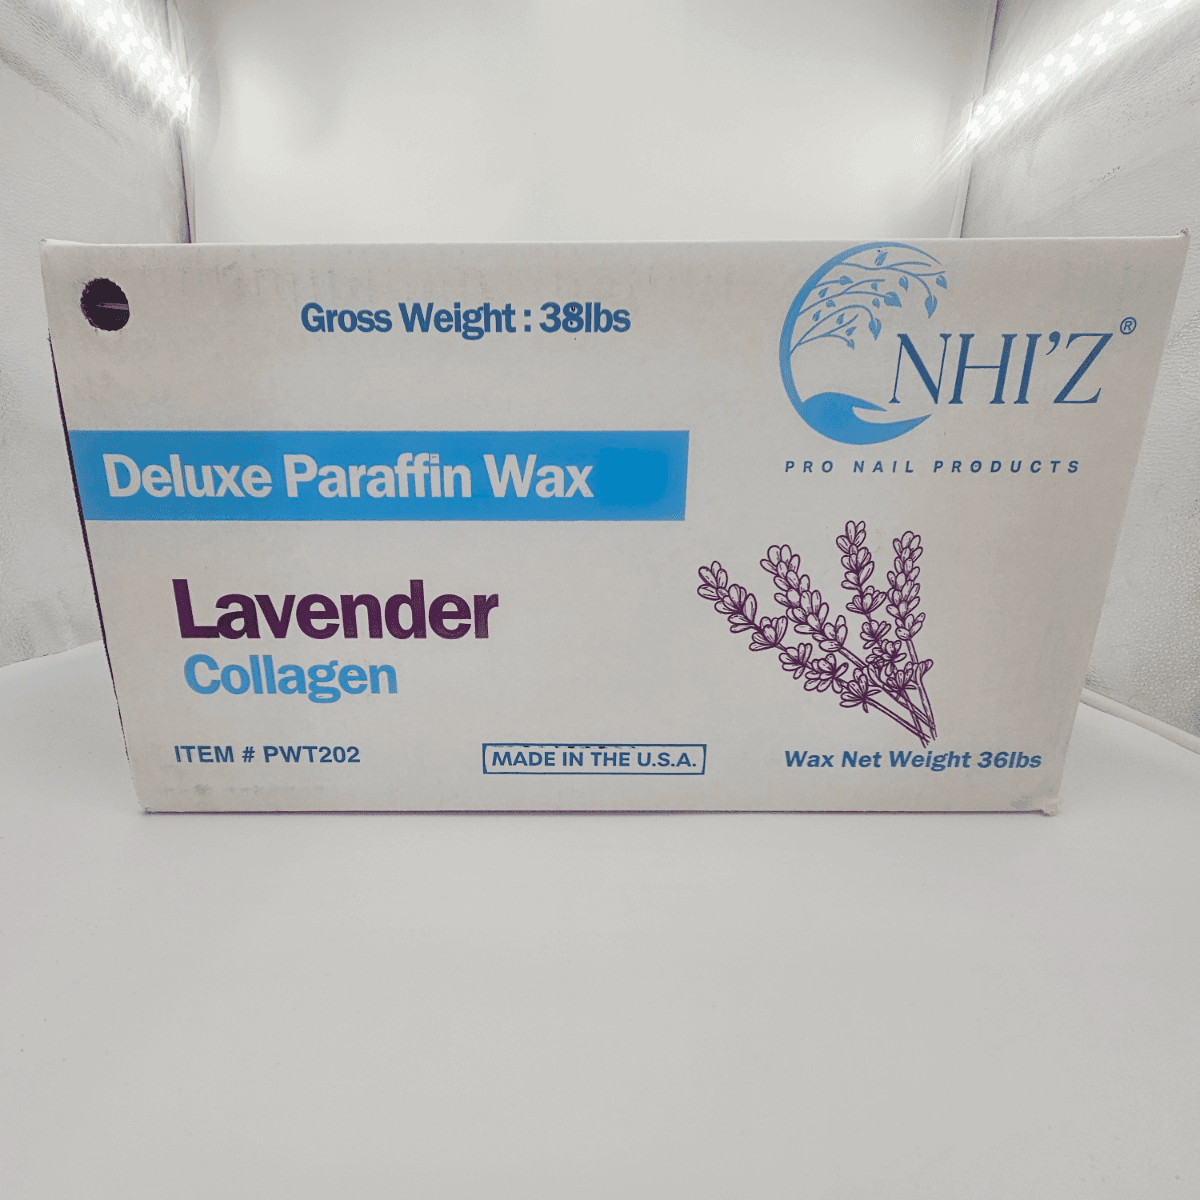 Gross Weight : 38lbs
NHI'Z®
PRO NAIL PRODUCTS
Deluxe Paraffin Wax
Lavender
Collagen
ITEM # PWT202
MADE IN THE U.S.A.
Wax Net Weight 36lbs